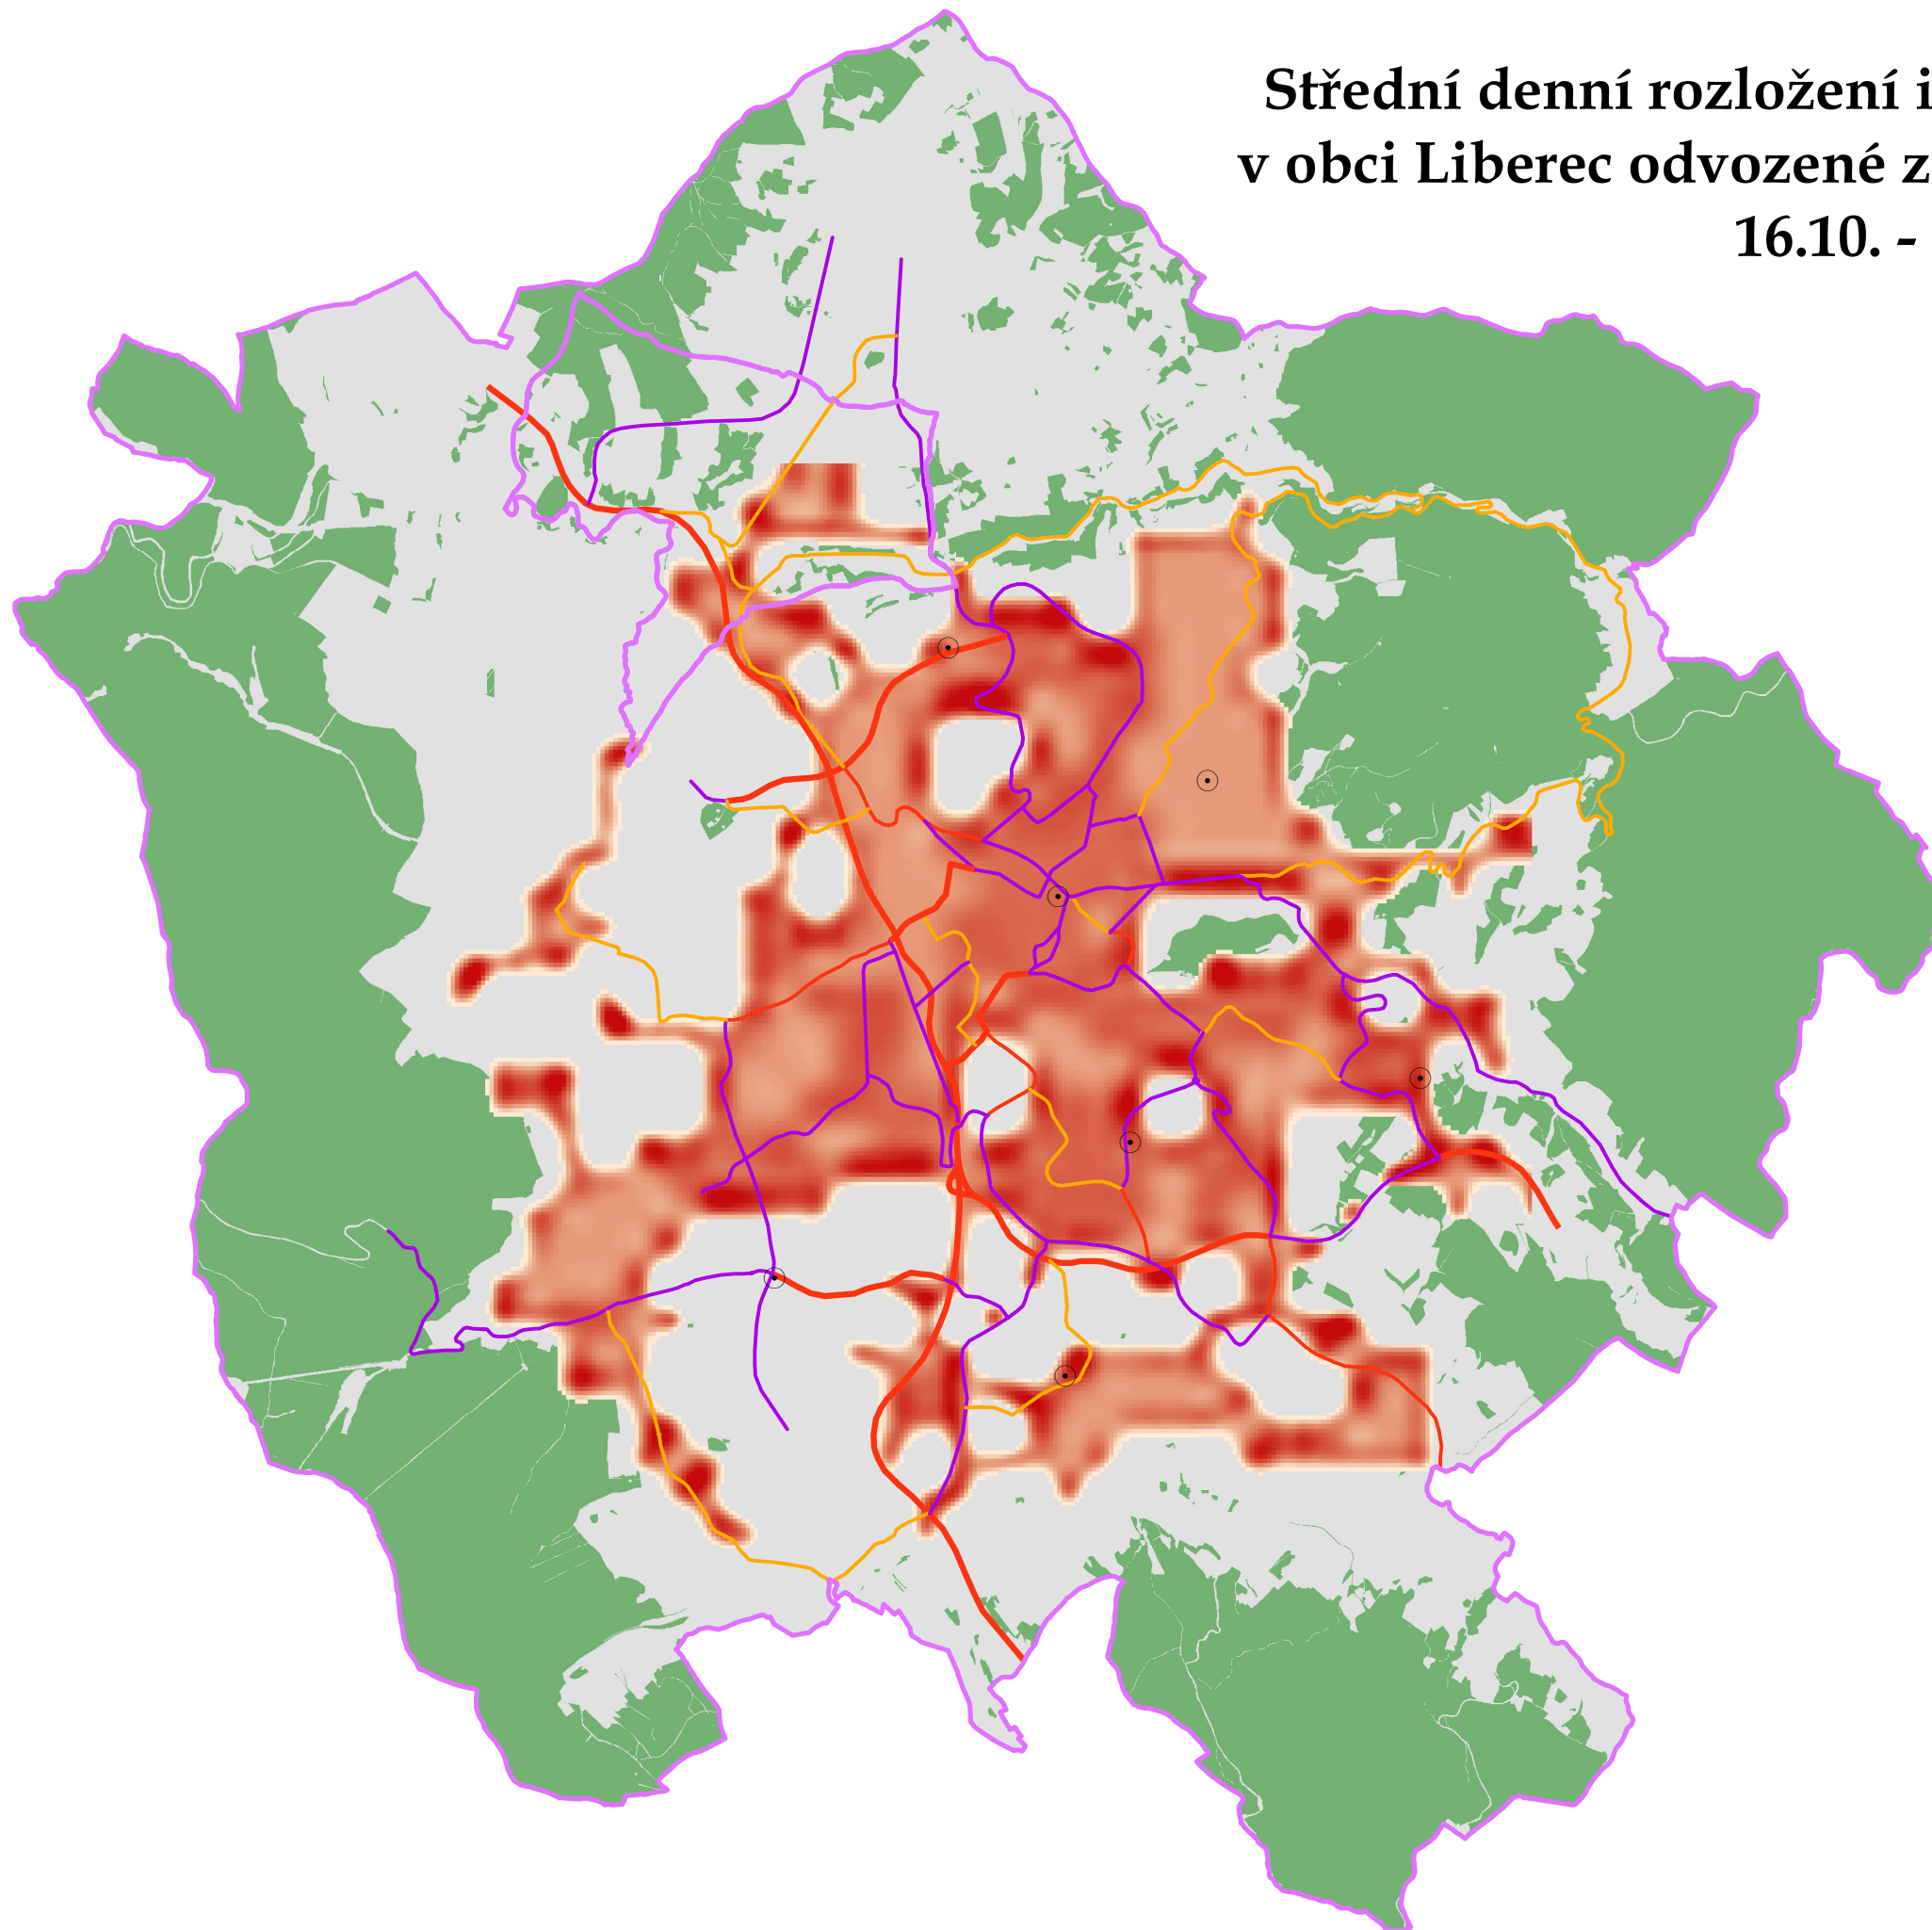 Střední denní rozložení i
v obci Liberec odvozené z
16.10. -